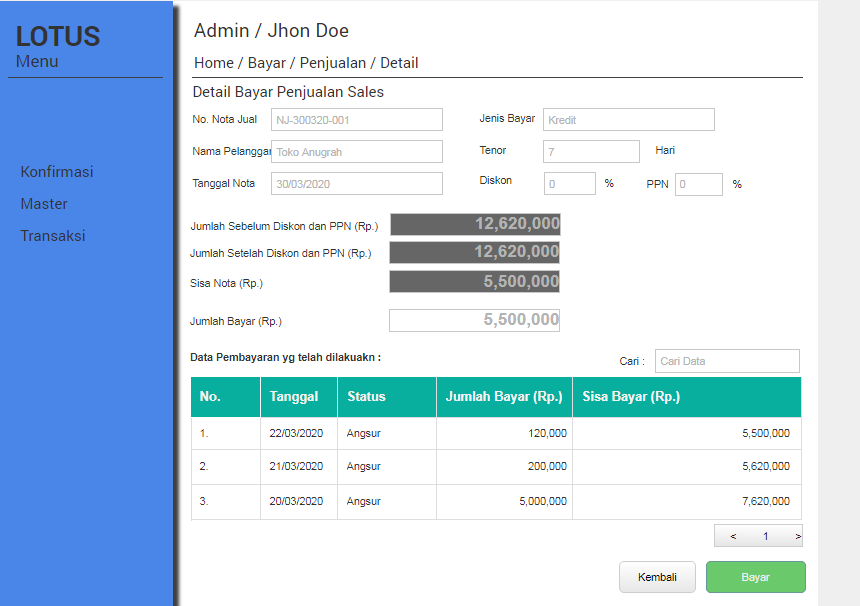 LOTUS
Menu
Konfirmasi
Master
Transaksi
Admin / Jhon Doe
Home / Bayar / Penjualan / Detail
Detail Bayar Penjualan Sales
No. Nota Jual NJ-300320-001 Jenis Bayar Kredit
Nama Pelanggan Toko Anugrah Tenor 7 Hari
Tanggal Nota 30/03/2020 Diskon 0 % PPN 0 %
Jumlah Sebelum Diskon dan PPN (Rp.) 12,620,000
Jumlah Setelah Diskon dan PPN (Rp.) 12,620,000
Sisa Nota (Rp.) 5,500,000
Jumlah Bayar (Rp.) 5,500,000
Data Pembayaran yg telah dilakuakn : Cari : Cari Data
No. Tanggal Status Jumlah Bayar (Rp.) Sisa Bayar (Rp.)
1. 22/03/2020 Angsur 120,000 5,500,000
2. 21/03/2020 Angsur 200,000 5,620,000
3. 20/03/2020 Angsur 5,000,000 7,620,000
< 1 >
Kembali Bayar